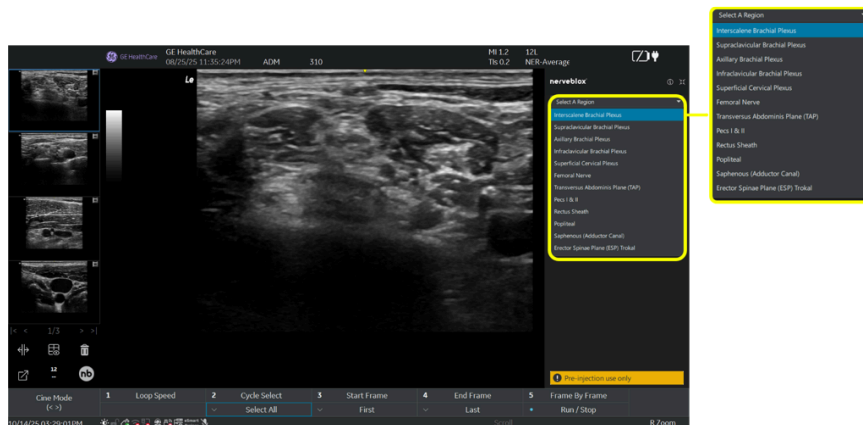 GE HealthCare
GE HealthCare
08/25/25 11:35:24PM ADM 310
MI 1.2 12L
TIs 0.2 NER-Average
Le
nerveblox
Select A Region
Interscalene Brachial Plexus
Supraclavicular Brachial Plexus
Axillary Brachial Plexus
Infraclavicular Brachial Plexus
Superficial Cervical Plexus
Femoral Nerve
Transversus Abdominis Plane (TAP)
Pecs I & II
Rectus Sheath
Popliteal
Saphenous (Adductor Canal)
Erector Spinae Plane (ESP) Trokal
Pre-injection use only
Select A Region
Interscalene Brachial Plexus
Supraclavicular Brachial Plexus
Axillary Brachial Plexus
Infraclavicular Brachial Plexus
Superficial Cervical Plexus
Femoral Nerve
Transversus Abdominis Plane (TAP)
Pecs I & II
Rectus Sheath
Popliteal
Saphenous (Adductor Canal)
Erector Spinae Plane (ESP) Trokal
|< < 1/3 > >|
12
nb
Cine Mode
(< >)
1 Loop Speed
2 Cycle Select
Select All
3 Start Frame
First
4 End Frame
Last
5 Frame By Frame
Run / Stop
10/14/25 03:29:01PM
Scroll
R Zoom